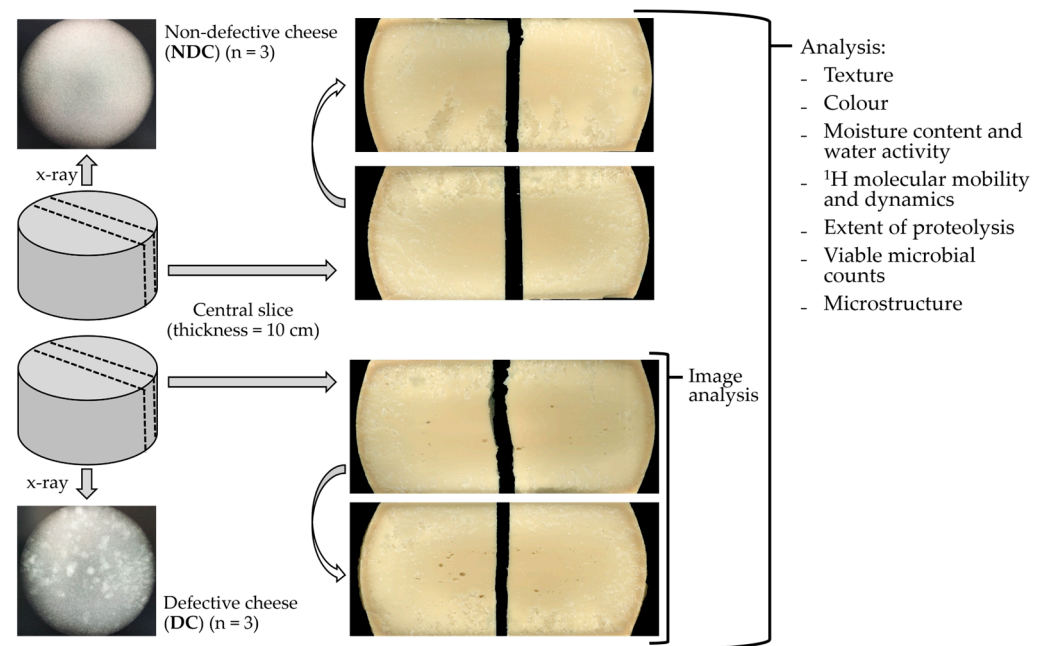 Non-defective cheese
(NDC) (n = 3)
x-ray
Central slice
(thickness = 10 cm)
x-ray
Defective cheese
(DC) (n = 3)
Image
analysis
Analysis:
- Texture
- Colour
- Moisture content and
water activity
- ¹H molecular mobility
and dynamics
- Extent of proteolysis
- Viable microbial
counts
- Microstructure